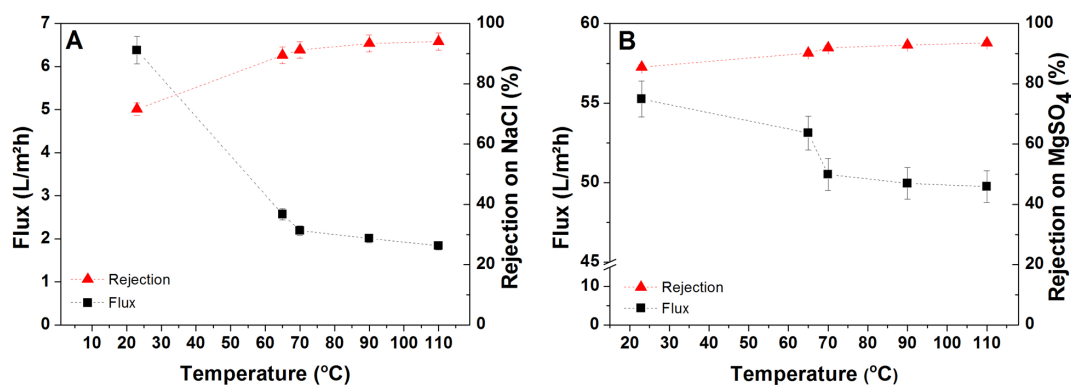 A
7
6
5
4
3
2
1
0
Flux (L/m²h)
100
80
60
40
20
0
Rejection on NaCl (%)
Rejection
Flux
10 20 30 40 50 60 70 80 90 100 110
Temperature (°C)
B
60
55
50
45
10
5
0
Flux (L/m²h)
100
80
60
40
20
0
Rejection on MgSO4 (%)
Rejection
Flux
20 30 40 50 60 70 80 90 100 110
Temperature (°C)